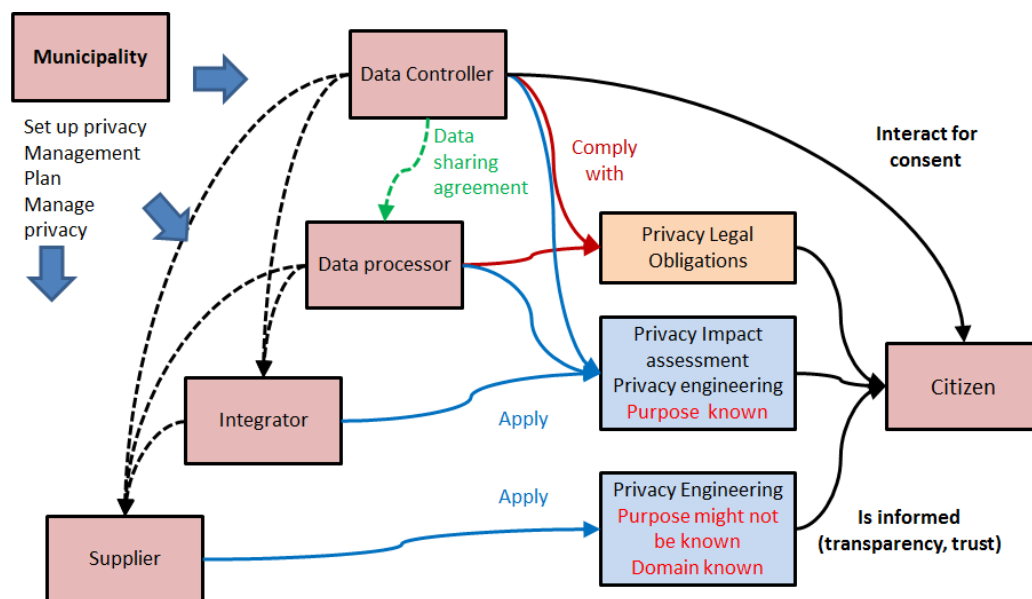 Municipality
Set up privacy
Management
Plan
Manage
privacy
Data Controller
Data
sharing
agreement
Comply
with
Interact for
consent
Data processor
Privacy Legal
Obligations
Privacy Impact
assessment
Privacy engineering
Purpose known
Citizen
Integrator
Apply
Apply
Privacy Engineering
Purpose might not
be known
Domain known
Is informed
(transparency, trust)
Supplier